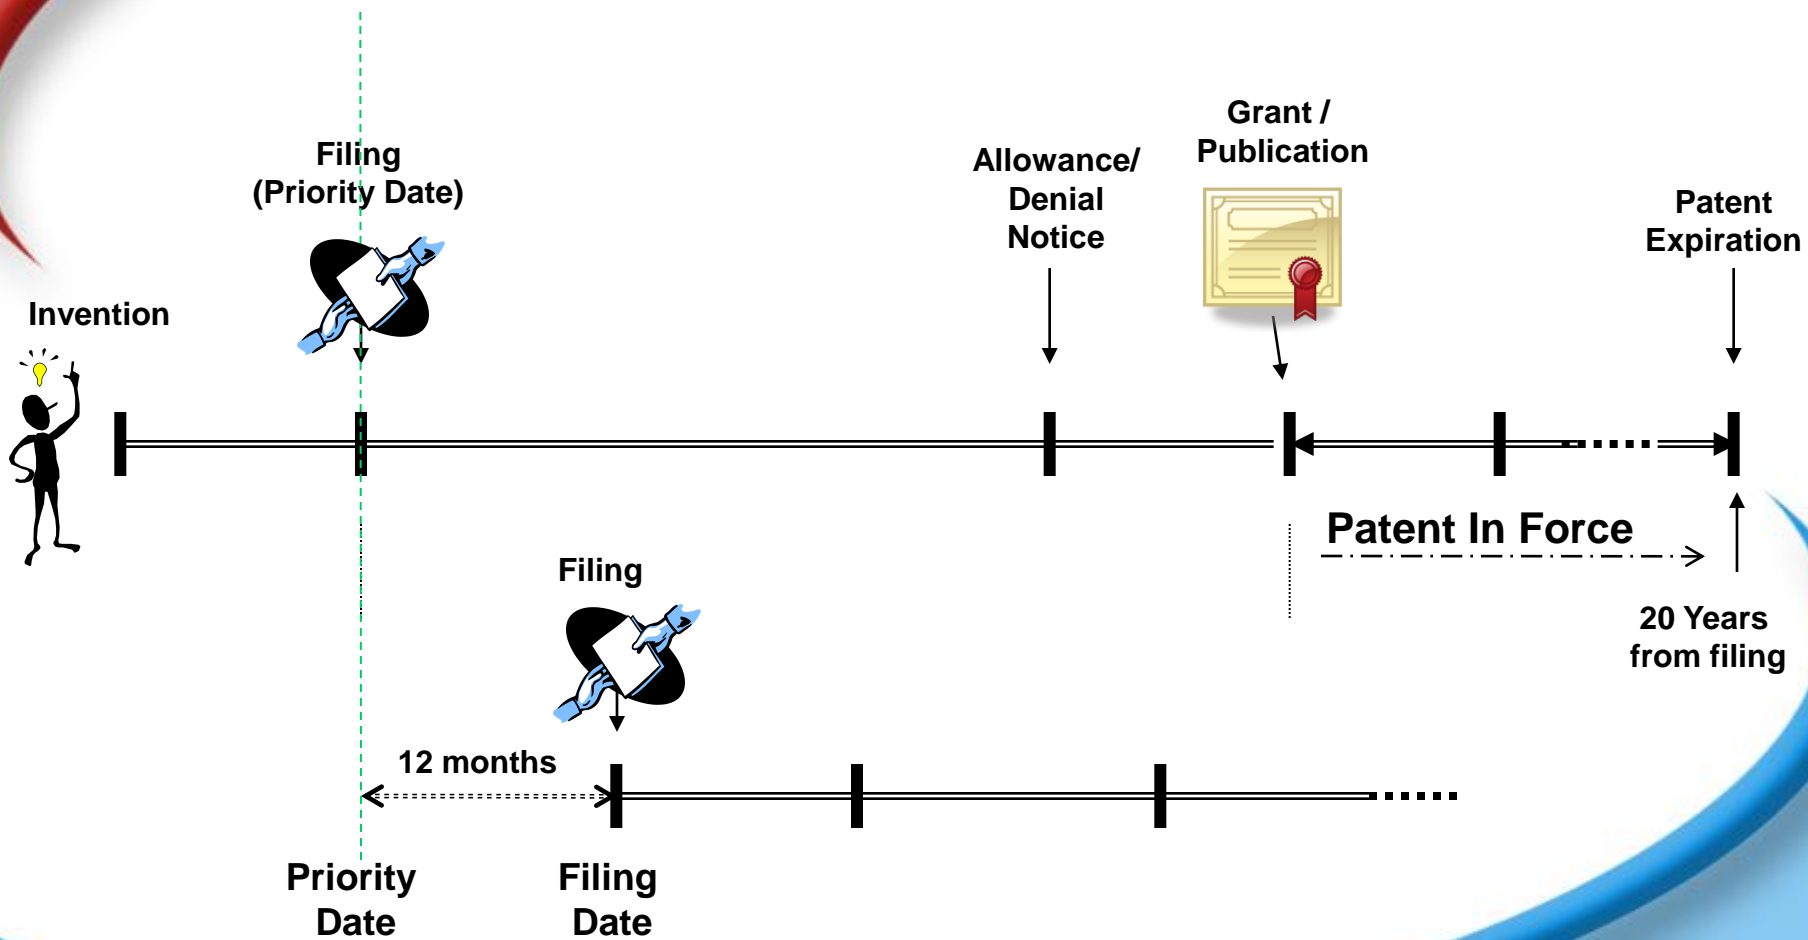 Filing
(Priority Date)
Allowance/
Denial
Notice
Grant /
Publication
Patent
Expiration
Invention
Patent In Force
20 Years
from filing
Filing
12 months
Priority
Date
Filing
Date